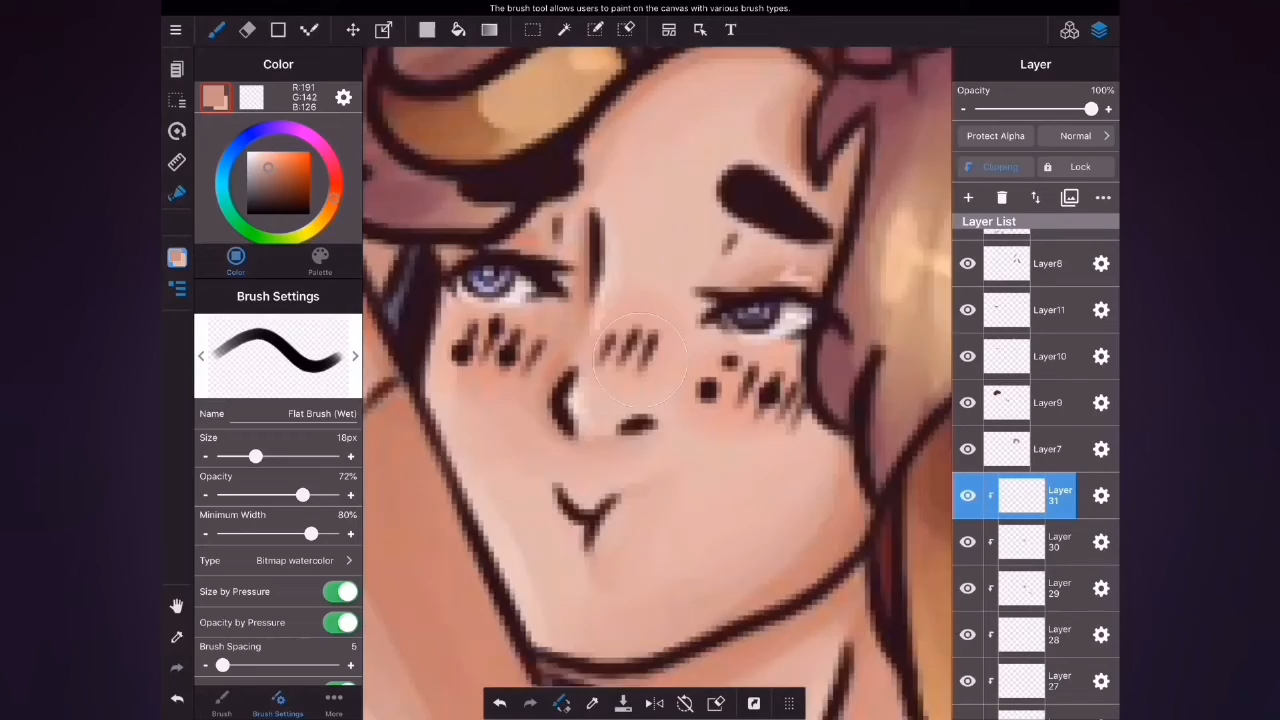 The brush tool allows users to paint on the canvas with various brush types.
T
Color
R:191
G:142
B:126
Color
Palette
Brush Settings
Name Flat Brush (Wet)
Size 18px
- +
Opacity 72%
- +
Minimum Width 80%
- +
Type Bitmap watercolor
Size by Pressure
Opacity by Pressure
Brush Spacing 5
- +
Brush
Brush Settings
More
Layer
Opacity 100%
- +
Protect Alpha
Normal
Clipping
Lock
Layer List
Layer8
Layer11
Layer10
Layer9
Layer7
Layer
31
Layer
30
Layer
29
Layer
28
Layer
27